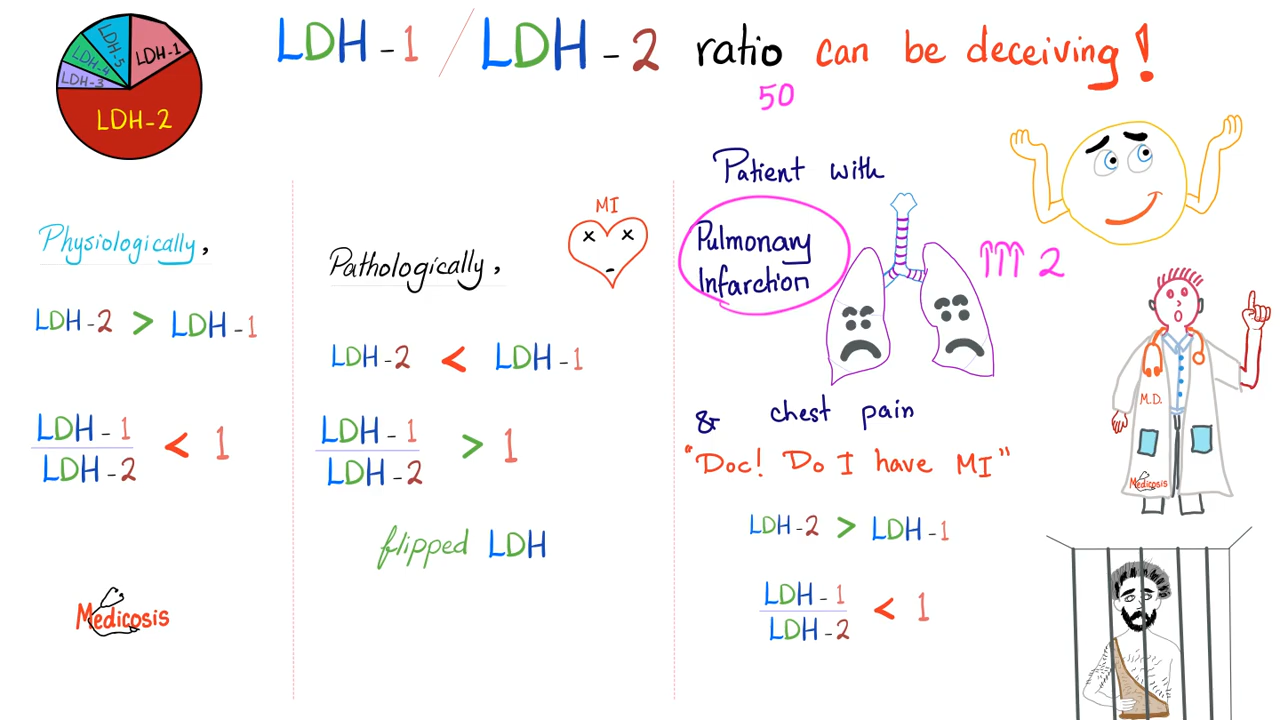 LDH-1 / LDH-2 ratio can be deceiving!
50
LDH-1
LDH-2
LDH-3
LDH-4
LDH-5
Physiologically,
LDH-2 > LDH-1
LDH-1
LDH-2
< 1
Medicosis
MI
Pathologically,
LDH-2 < LDH-1
LDH-1
LDH-2
> 1
flipped LDH
Patient with
Pulmonary
Infarction
↑↑↑ 2
& chest pain
"Doc! Do I have MI"
LDH-2 > LDH-1
LDH-1
LDH-2
< 1
M.D.
Medicosis